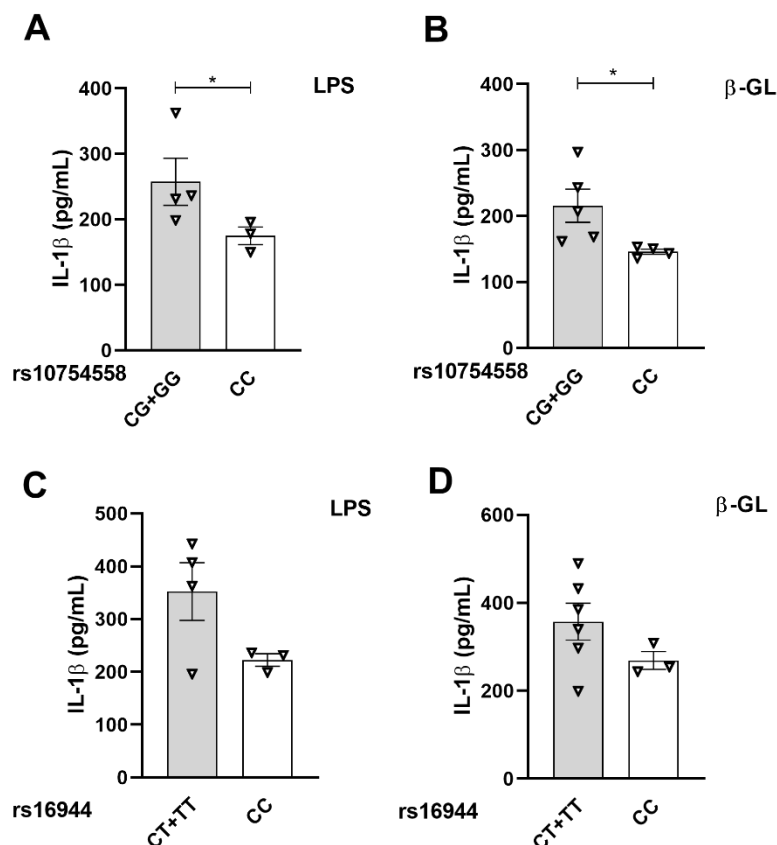 A
LPS
*
400
300
200
100
0
IL-1β (pg/mL)
rs10754558
CG+GG
CC
B
β-GL
*
400
300
200
100
0
IL-1β (pg/mL)
rs10754558
CG+GG
CC
C
LPS
500
400
300
200
100
0
IL-1β (pg/mL)
rs16944
CT+TT
CC
D
β-GL
600
400
200
0
IL-1β (pg/mL)
rs16944
CT+TT
CC